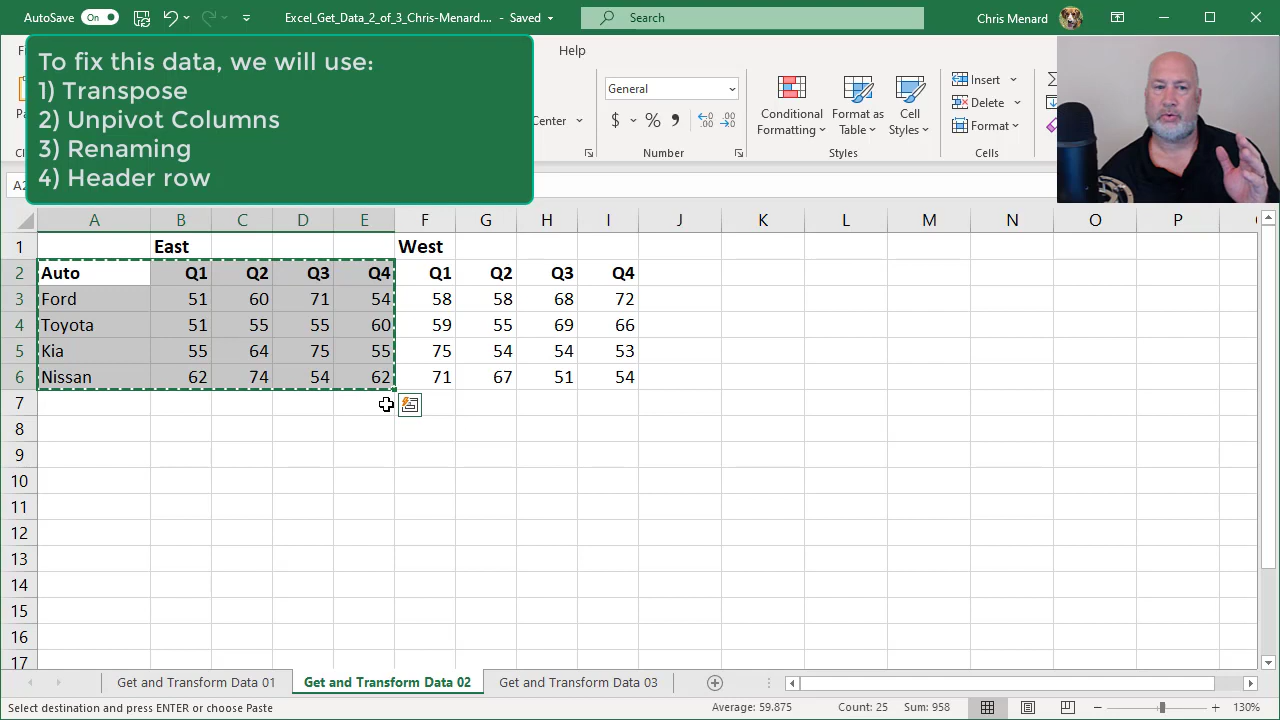 AutoSave On Excel_Get_Data_2_of_3_Chris-Menard.... - Saved Search Chris Menard
Help
To fix this data, we will use:
1) Transpose
2) Unpivot Columns
3) Renaming
4) Header row
General
Center
$ % , .00
Number
Conditional Formatting
Format as Table
Cell Styles
Styles
Insert
Delete
Format
Cells
A B C D E F G H I J K L M N O P
1 East West
2 Auto Q1 Q2 Q3 Q4 Q1 Q2 Q3 Q4
3 Ford 51 60 71 54 58 58 68 72
4 Toyota 51 55 55 60 59 55 69 66
5 Kia 55 64 75 55 75 54 54 53
6 Nissan 62 74 54 62 71 67 51 54
7
8
9
10
11
12
13
14
15
16
17
Get and Transform Data 01 Get and Transform Data 02 Get and Transform Data 03
Select destination and press ENTER or choose Paste Average: 59.875 Count: 25 Sum: 958 130%